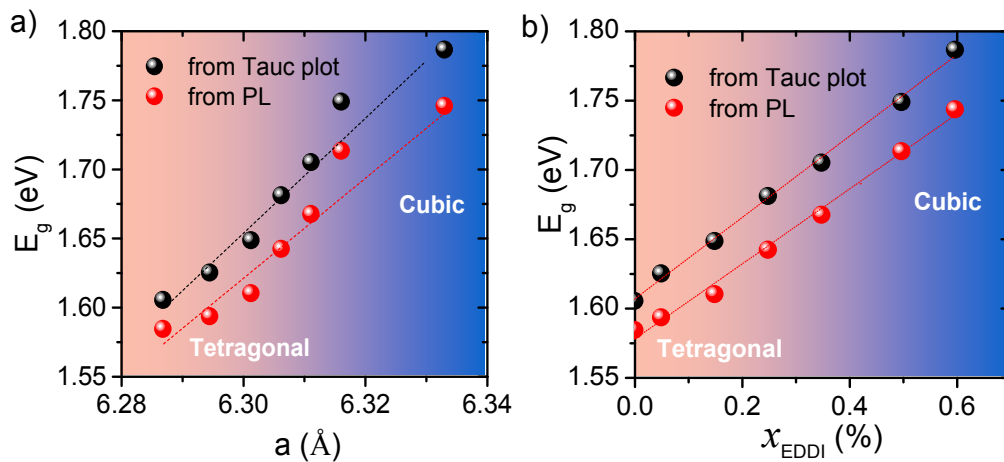 a)
1.80
1.75
1.70
1.65
1.60
1.55
E_g (eV)
from Tauc plot
from PL
Cubic
Tetragonal
6.28
6.30
6.32
6.34
a (Å)
b)
1.80
1.75
1.70
1.65
1.60
1.55
E_g (eV)
from Tauc plot
from PL
Cubic
Tetragonal
0.0
0.2
0.4
0.6
x_EDDI (%)